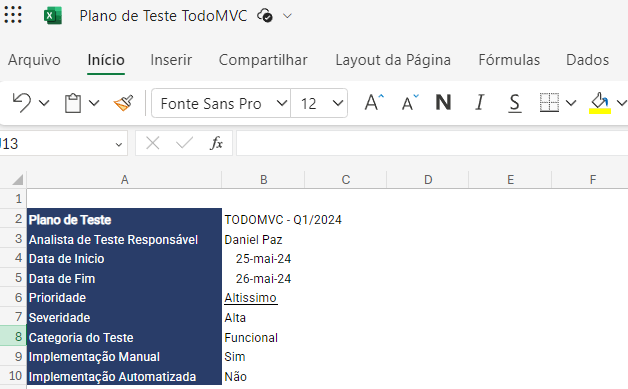 Plano de Teste TodoMVC
Arquivo Início Inserir Compartilhar Layout da Página Fórmulas Dados
Fonte Sans Pro 12 A A N I S
fx
A B C D E F
1
2 Plano de Teste TODOMVC - Q1/2024
3 Analista de Teste Responsável Daniel Paz
4 Data de Inicio 25-mai-24
5 Data de Fim 26-mai-24
6 Prioridade Altissimo
7 Severidade Alta
8 Categoria do Teste Funcional
9 Implementação Manual Sim
10 Implementação Automatizada Não